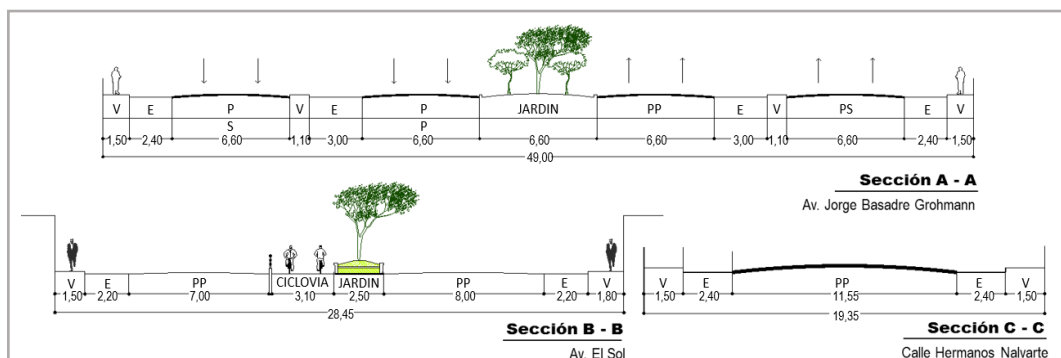 V E P V E P JARDIN PP E V PS E V
S P
1,50 2,40 6,60 1,10 3,00 6,60 6,60 6,60 3,00 1,10 6,60 2,40 1,50
49,00
Sección A - A
Av. Jorge Basadre Grohmann
V E PP CICLOVIA JARDIN PP E V
1,50 2,20 7,00 3,10 2,50 8,00 2,20 1,80
28,45
Sección B - B
Av. El Sol
V E PP E V
1,50 2,40 11,55 2,40 1,50
19,35
Sección C - C
Calle Hermanos Nalvarte